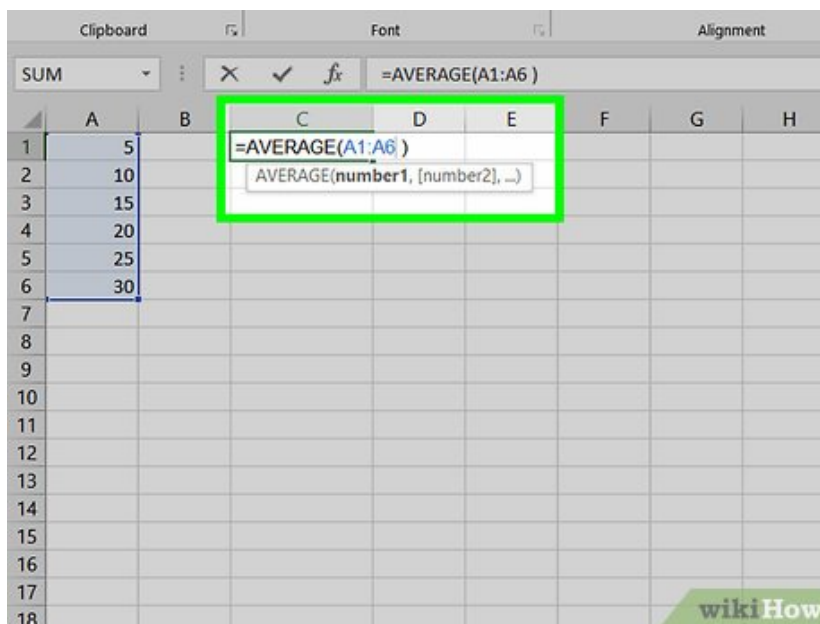 Clipboard Font Alignment
SUM fx =AVERAGE(A1:A6 )
A B C D E F G H
1 5 =AVERAGE(A1:A6 )
2 10 AVERAGE(number1, [number2], ...)
3 15
4 20
5 25
6 30
7
8
9
10
11
12
13
14
15
16
17
18
wikiHow